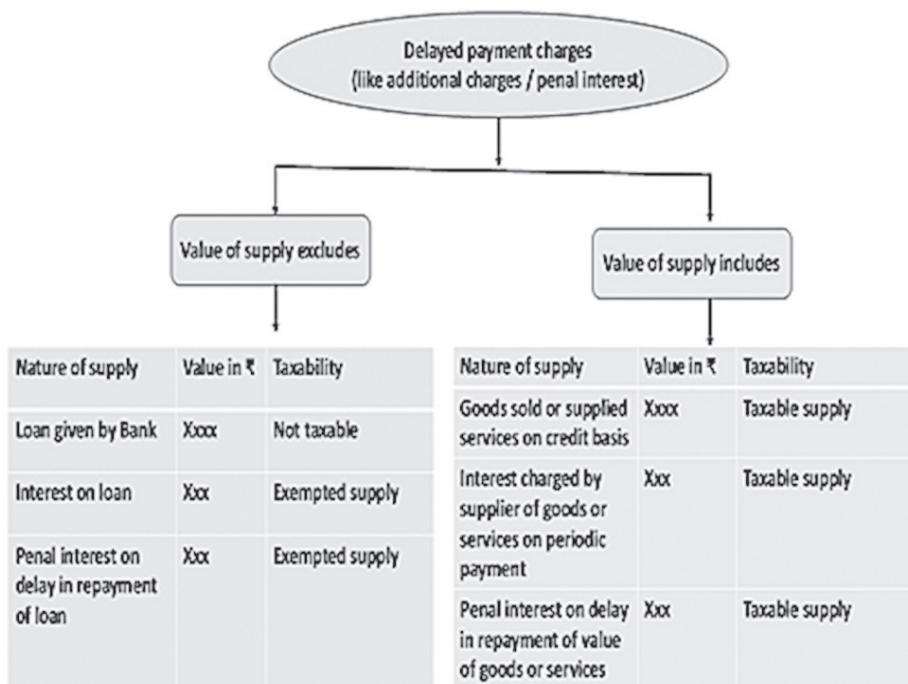 Delayed payment charges
(like additional charges / penal interest)
Value of supply excludes
Value of supply includes
Nature of supply Value in ₹ Taxability
Loan given by Bank Xxxx Not taxable
Interest on loan Xxx Exempted supply
Penal interest on Xxx Exempted supply
delay in repayment
of loan
Nature of supply Value in ₹ Taxability
Goods sold or supplied Xxxx Taxable supply
services on credit basis
Interest charged by Xxx Taxable supply
supplier of goods or
services on periodic
payment
Penal interest on delay Xxx Taxable supply
in repayment of value
of goods or services